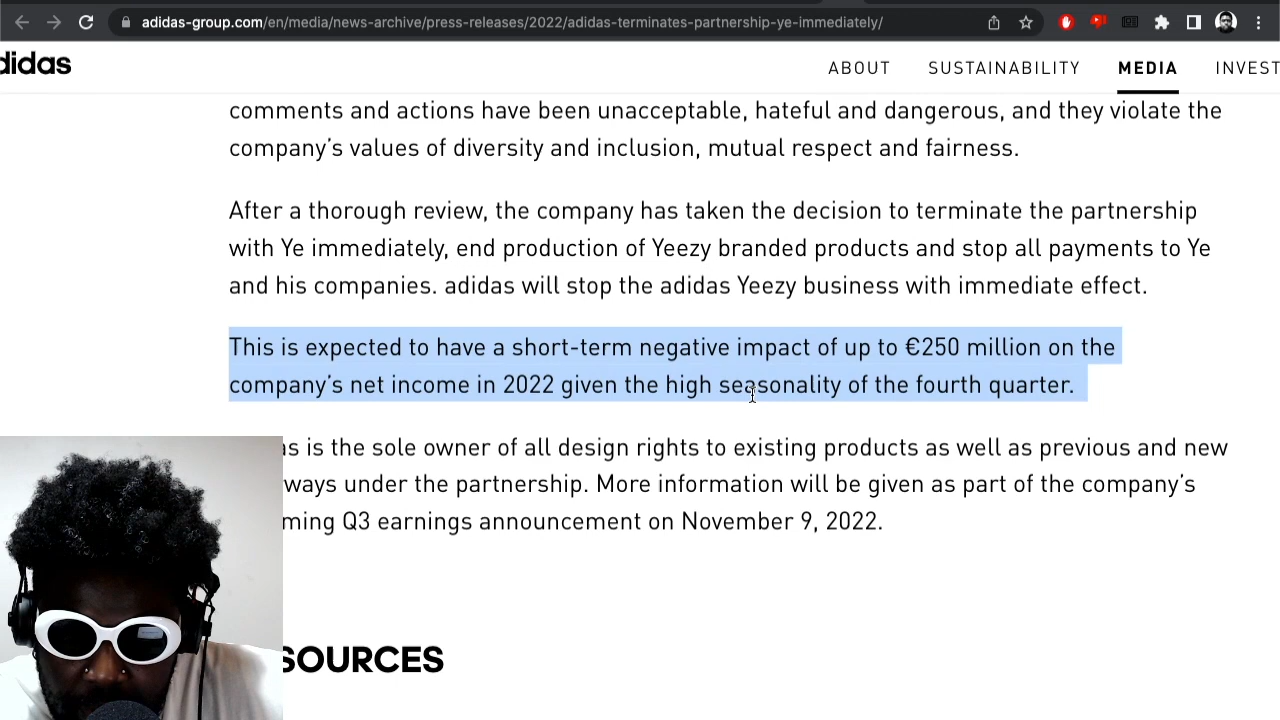 adidas-group.com/en/media/news-archive/press-releases/2022/adidas-terminates-partnership-ye-immediately/
didas
ABOUT SUSTAINABILITY MEDIA INVEST
comments and actions have been unacceptable, hateful and dangerous, and they violate the
company’s values of diversity and inclusion, mutual respect and fairness.
After a thorough review, the company has taken the decision to terminate the partnership
with Ye immediately, end production of Yeezy branded products and stop all payments to Ye
and his companies. adidas will stop the adidas Yeezy business with immediate effect.
This is expected to have a short-term negative impact of up to €250 million on the
company’s net income in 2022 given the high seasonality of the fourth quarter.
s is the sole owner of all design rights to existing products as well as previous and new
ways under the partnership. More information will be given as part of the company’s
ming Q3 earnings announcement on November 9, 2022.
SOURCES